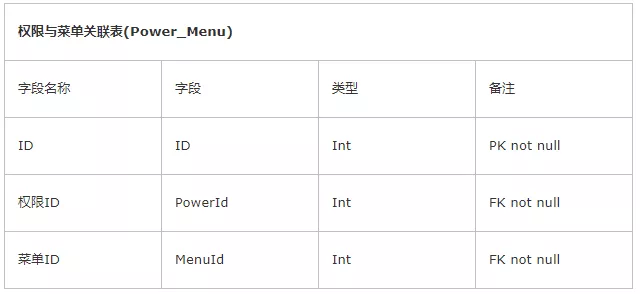 权限与菜单关联表(Power_Menu)
字段名称 字段 类型 备注
ID ID Int PK not null
权限ID PowerId Int FK not null
菜单ID MenuId Int FK not null